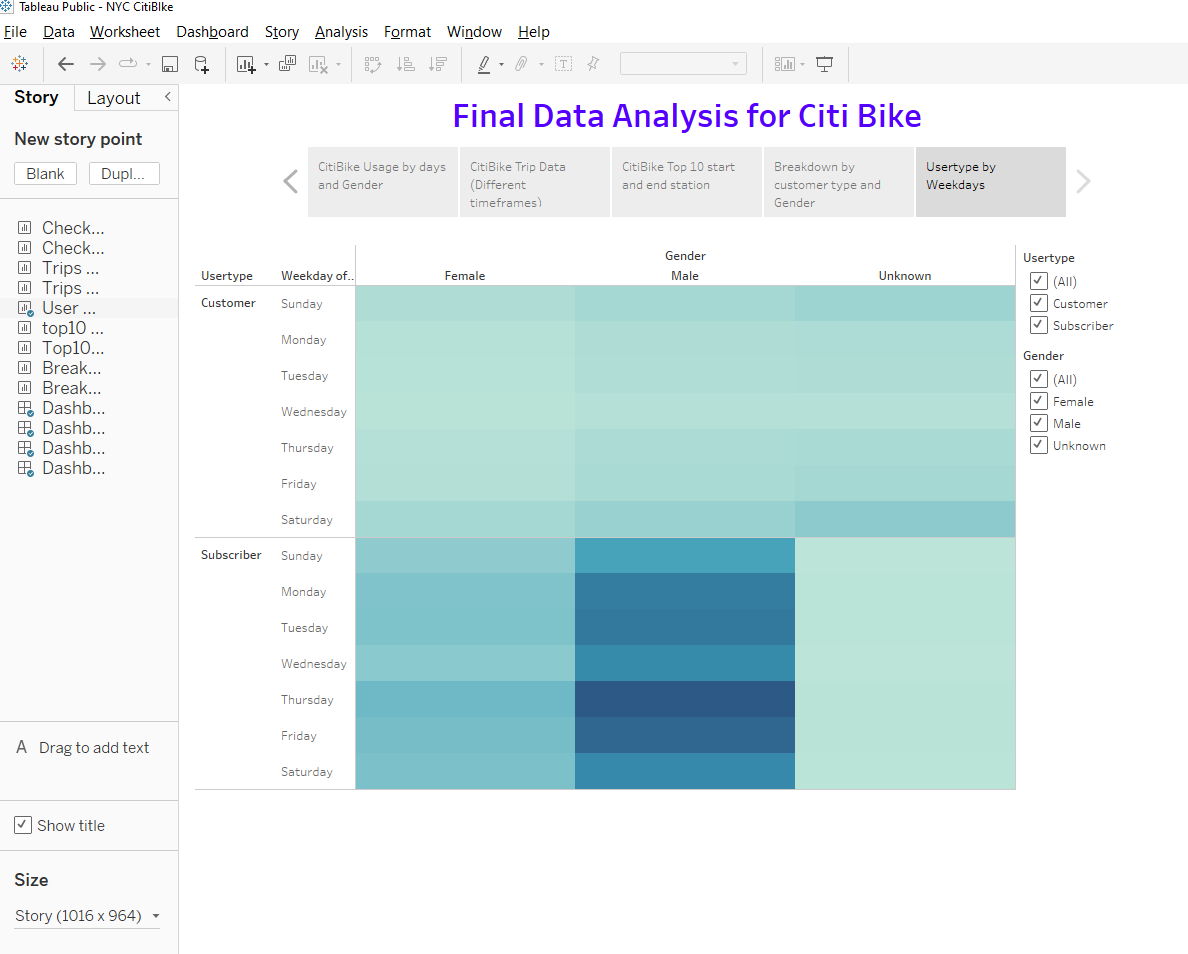 Tableau Public - NYC CitiBIke
File Data Worksheet Dashboard Story Analysis Format Window Help
Story Layout
New story point
Blank Dupl...
Check...
Check...
Trips ...
Trips ...
User ...
top10 ...
Top10...
Break...
Break...
Dashb...
Dashb...
Dashb...
Dashb...
A Drag to add text
Show title
Size
Story (1016 x 964)
Final Data Analysis for Citi Bike
CitiBike Usage by days
and Gender
CitiBike Trip Data
(Different
timeframes)
CitiBike Top 10 start
and end station
Breakdown by
customer type and
Gender
Usertype by
Weekdays
Gender
Usertype Weekday of.. Female Male Unknown
Customer Sunday
Monday
Tuesday
Wednesday
Thursday
Friday
Saturday
Subscriber Sunday
Monday
Tuesday
Wednesday
Thursday
Friday
Saturday
Usertype
(All)
Customer
Subscriber
Gender
(All)
Female
Male
Unknown